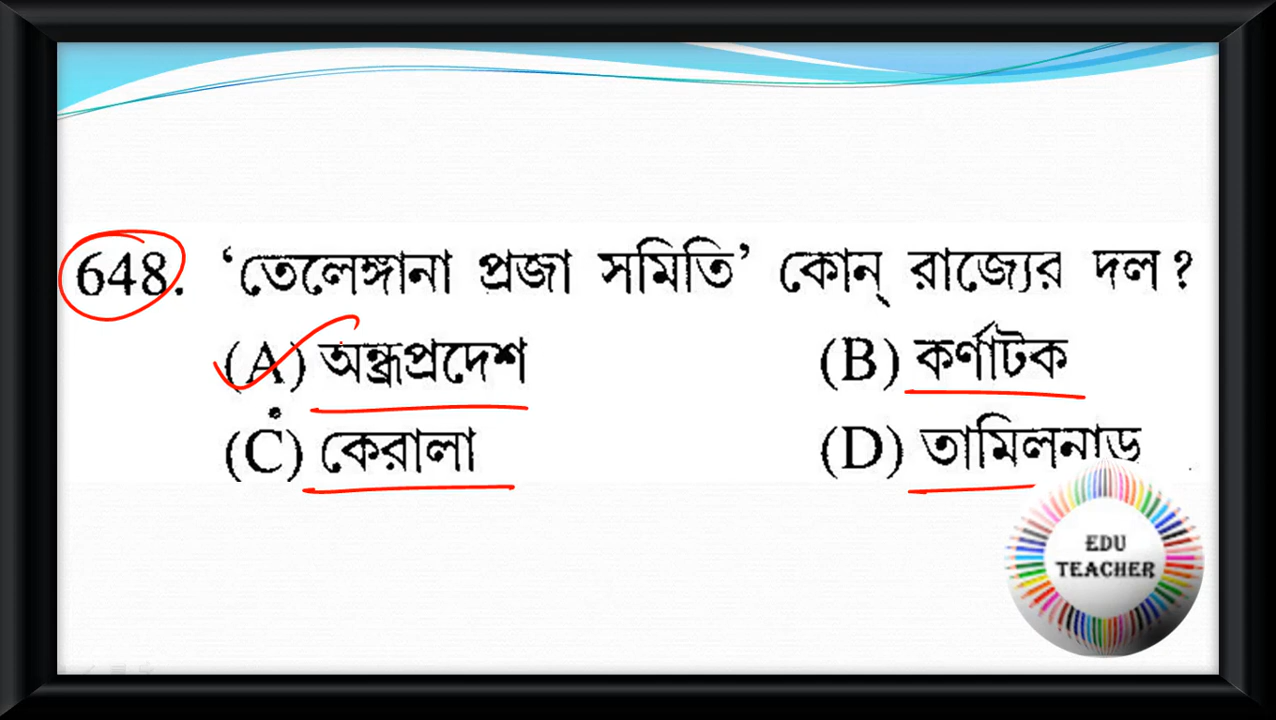 648. ‘তেলেঙ্গানা প্রজা সমিতি’ কোন্ রাজ্যের দল ?
(A) অন্ধ্রপ্রদেশ (B) কর্ণাটক
(C) কেরালা (D) তামিলনাড়ু
EDU
TEACHER